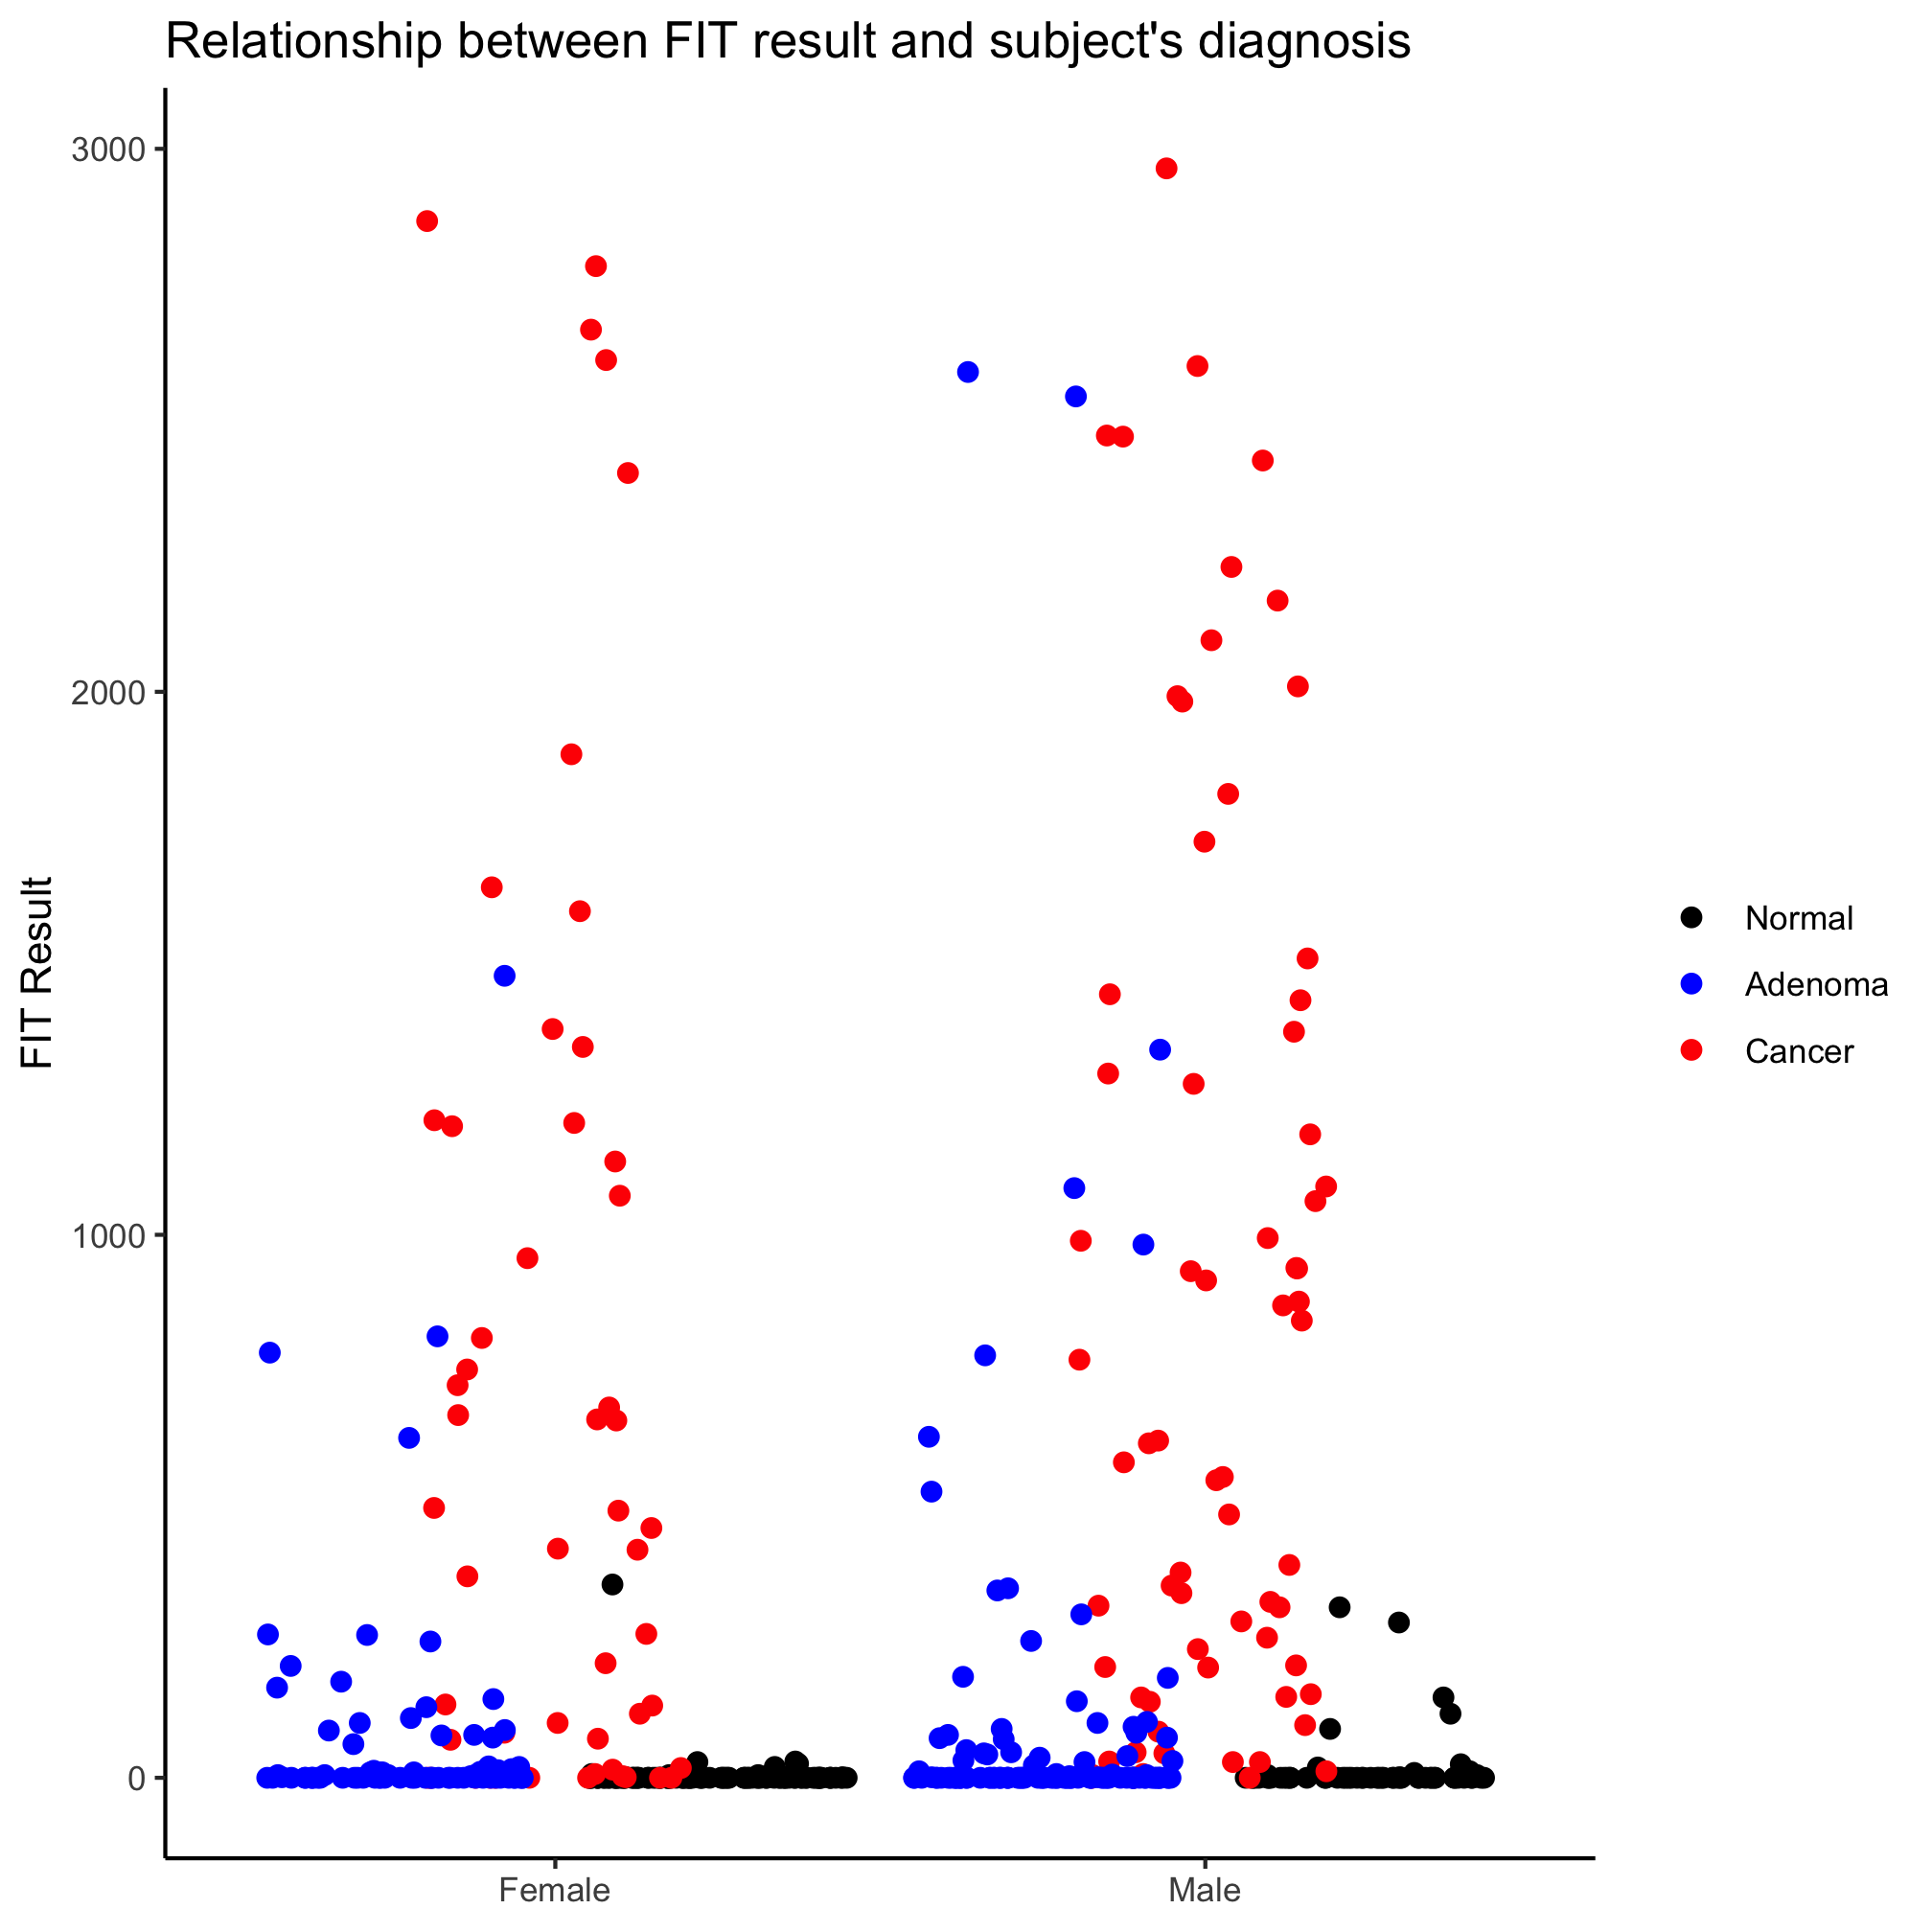 Relationship between FIT result and subject's diagnosis
3000
2000
1000
0
FIT Result
Female
Male
Normal
Adenoma
Cancer